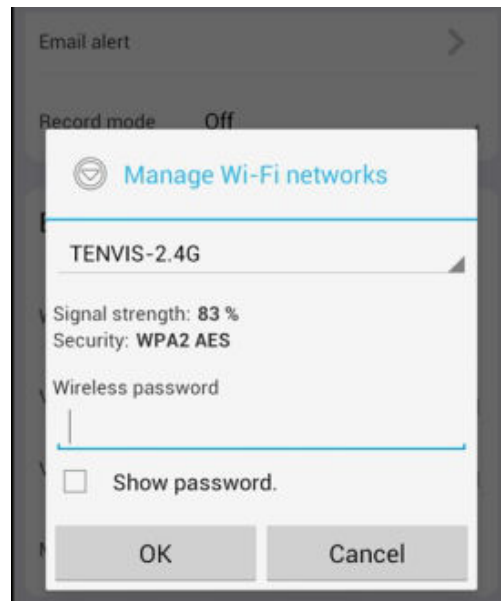 Email alert
Record mode Off
Manage Wi-Fi networks
TENVIS-2.4G
Signal strength: 83 %
Security: WPA2 AES
Wireless password
Show password.
OK Cancel